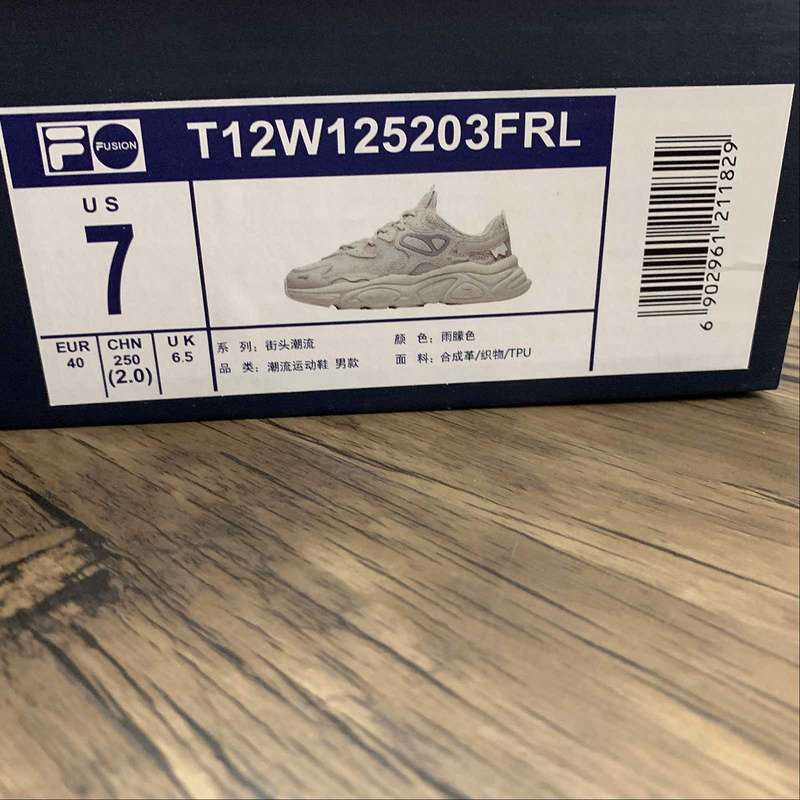 F FUSION
T12W125203FRL
US
7
EUR
40
CHN
250
(2.0)
UK
6.5
系 列：街头潮流
品 类：潮流运动鞋 男款
颜 色：雨朦色
面 料：合成革/织物/TPU
6 902961 211829